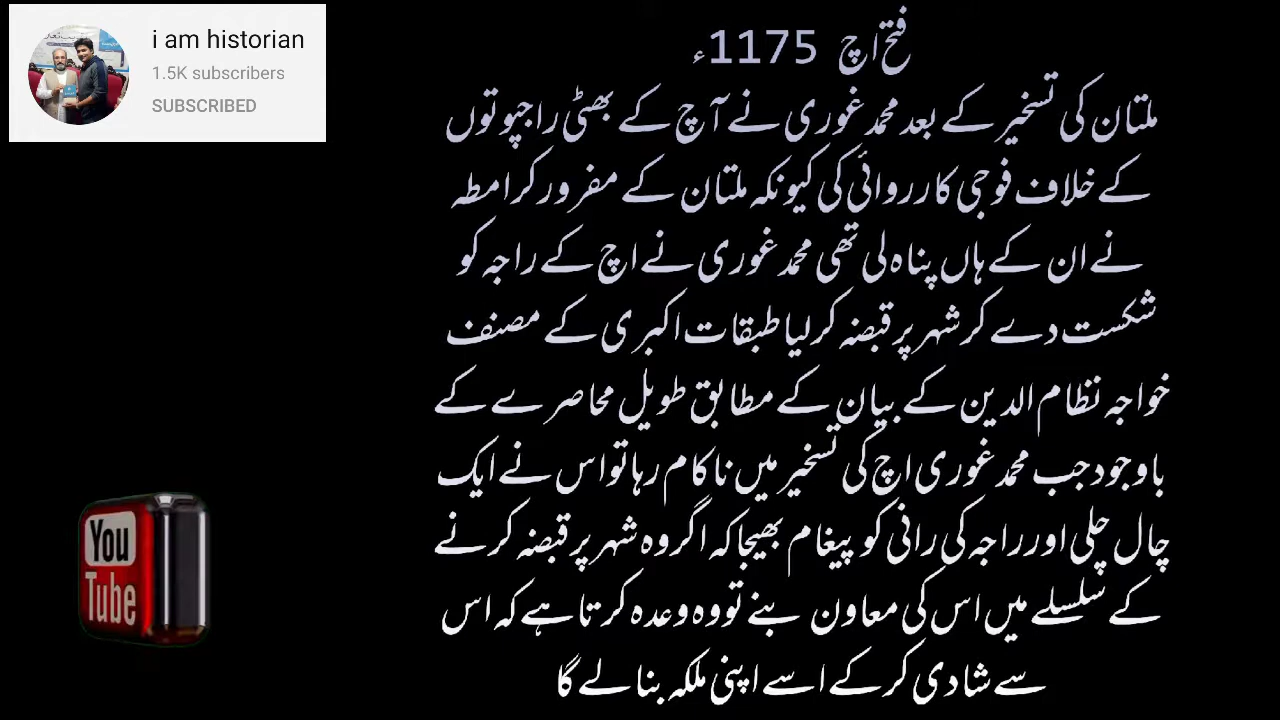 i am historian
1.5K subscribers
SUBSCRIBED
فتح اچ 1175ء
ملتان کی تسخیر کے بعد محمد غوری نے آچ کے بھٹی راجپوتوں
کے خلاف فوجی کارروائی کی کیونکہ ملتان کے مفرور کرامطہ
نے ان کے ہاں پناہ لی تھی محمد غوری نے اچ کے راجہ کو
شکست دے کر شہر پر قبضہ کر لیا طبقات اکبری کے مصنف
خواجہ نظام الدین کے بیان کے مطابق طویل محاصرے کے
باوجود جب محمد غوری اچ کی تسخیر میں ناکام رہا تو اس نے ایک
چال چلی اور راجہ کی رانی کو پیغام بھیجا کہ اگر وہ شہر پر قبضہ کرنے
کے سلسلے میں اس کی معاون بنے تو وہ وعدہ کرتا ہے کہ اس
سے شادی کر کے اسے اپنی ملکہ بنا لے گا
You
Tube